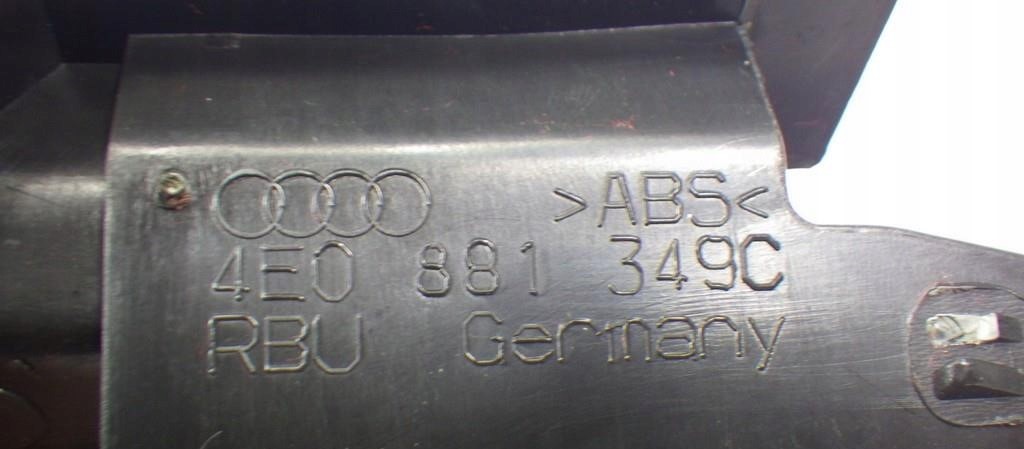 >ABS<
4E0 881 349C
RBU Germany